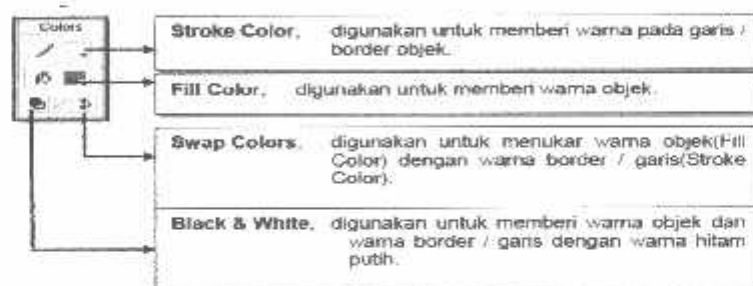 Colors
Stroke Color, digunakan untuk memberi warna pada garis /
border objek.
Fill Color, digunakan untuk memberi warna objek.
Swap Colors, digunakan untuk menukar warna objek(Fill
Color) dengan warna border / garis(Stroke
Color).
Black & White, digunakan untuk memberi warna objek dan
warna border / garis dengan warna hitam
putih.